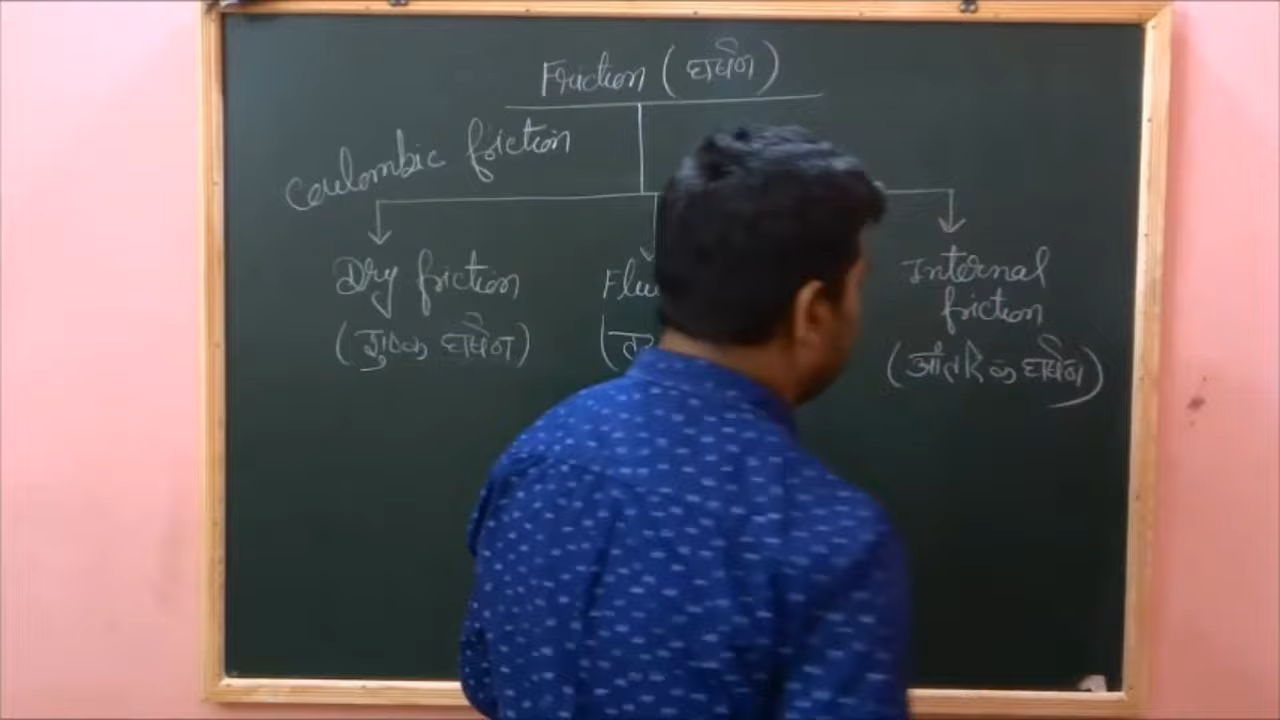 Friction (घर्षण)
Coulombic friction
Dry friction
(शुष्क घर्षण)
Internal
friction
(आंतरिक घर्षण)